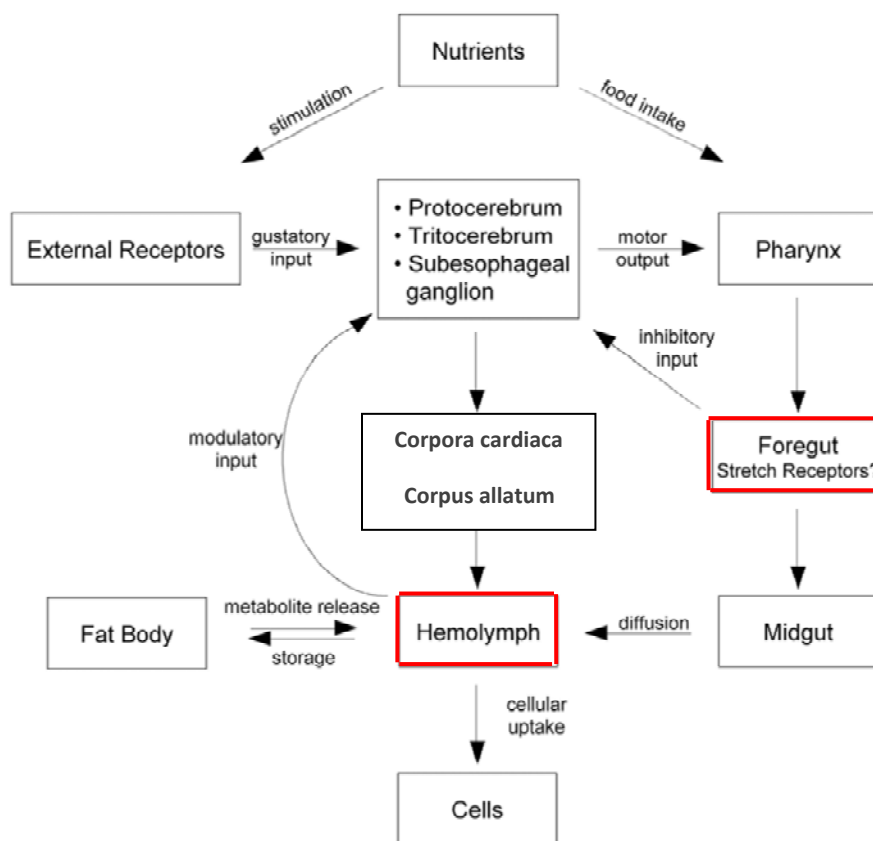 Nutrients
stimulation
food intake
External Receptors
gustatory
input
• Protocerebrum
• Tritocerebrum
• Subesophageal
ganglion
motor
output
Pharynx
inhibitory
input
modulatory
input
Corpora cardiaca
Corpus allatum
Foregut
Stretch Receptors?
Fat Body
metabolite release
storage
Hemolymph
diffusion
Midgut
cellular
uptake
Cells